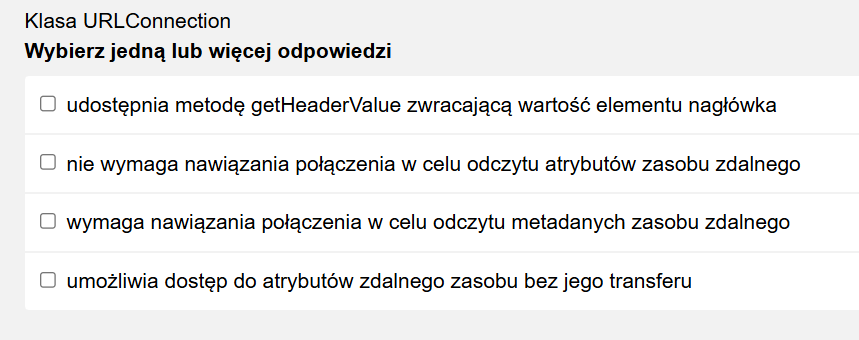 Klasa URLConnection
Wybierz jedną lub więcej odpowiedzi
udostępnia metodę getHeaderValue zwracającą wartość elementu nagłówka
nie wymaga nawiązania połączenia w celu odczytu atrybutów zasobu zdalnego
wymaga nawiązania połączenia w celu odczytu metadanych zasobu zdalnego
umożliwia dostęp do atrybutów zdalnego zasobu bez jego transferu